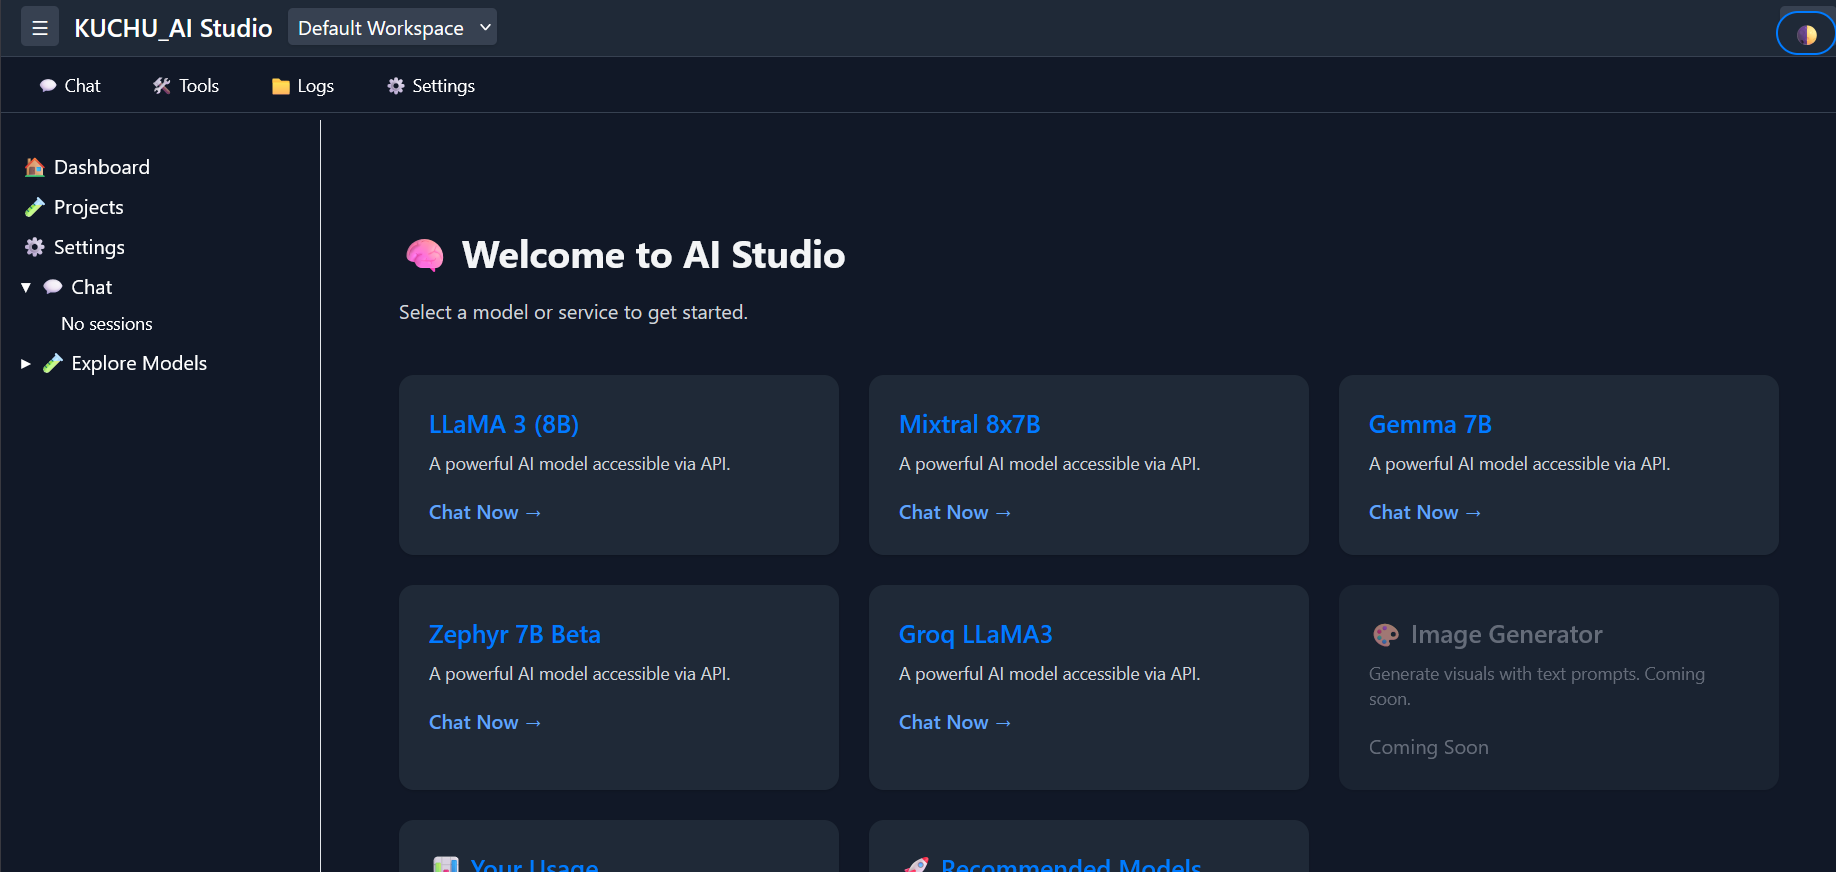 ☰ KUCHU_AI Studio Default Workspace
Chat Tools Logs Settings
Dashboard
Projects
Settings
▼ Chat
No sessions
► Explore Models
Welcome to AI Studio
Select a model or service to get started.
LLaMA 3 (8B)
A powerful AI model accessible via API.
Chat Now →
Mixtral 8x7B
A powerful AI model accessible via API.
Chat Now →
Gemma 7B
A powerful AI model accessible via API.
Chat Now →
Zephyr 7B Beta
A powerful AI model accessible via API.
Chat Now →
Groq LLaMA3
A powerful AI model accessible via API.
Chat Now →
Image Generator
Generate visuals with text prompts. Coming
soon.
Coming Soon
Your Usage
Recommended Models